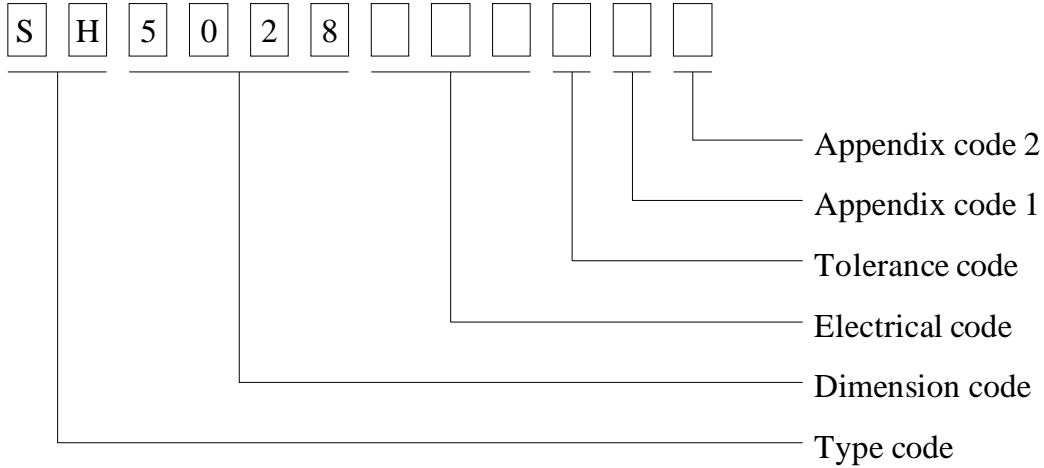 S H 5 0 2 8
Appendix code 2
Appendix code 1
Tolerance code
Electrical code
Dimension code
Type code